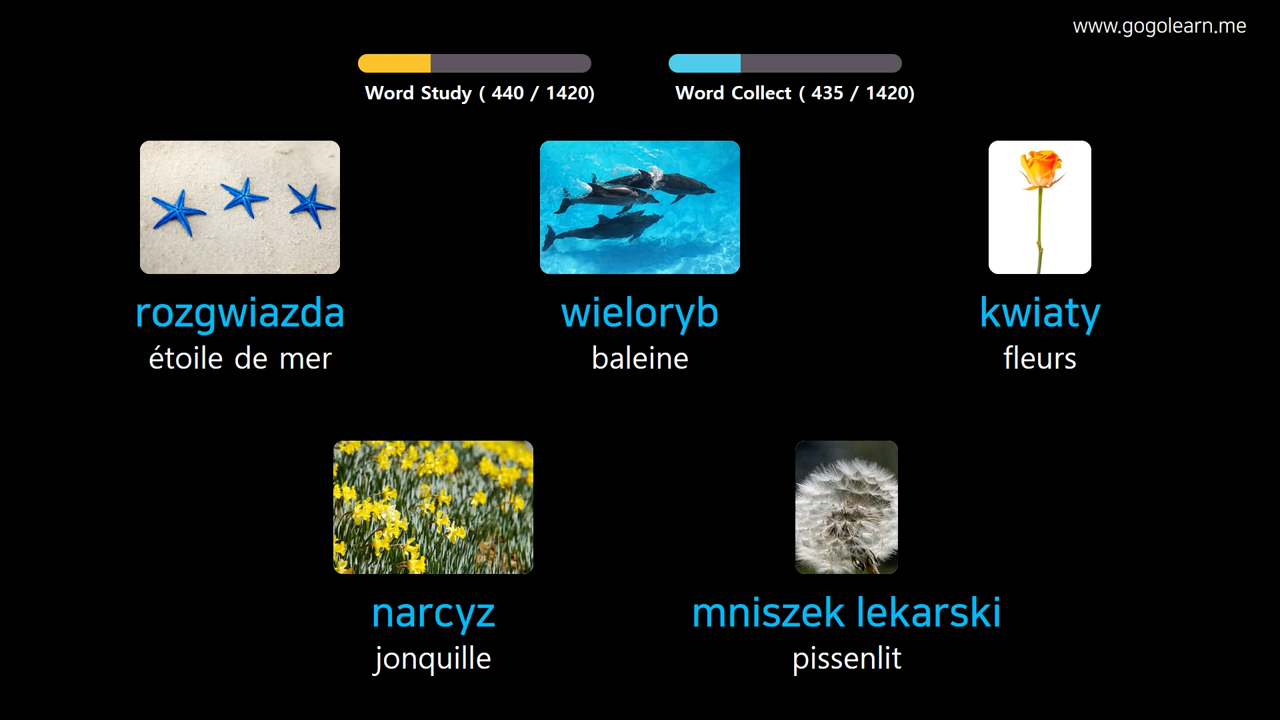 www.gogolearn.me
Word Study ( 440 / 1420)
Word Collect ( 435 / 1420)
rozgwiazda
étoile de mer
wieloryb
baleine
kwiaty
fleurs
narcyz
jonquille
mniszek lekarski
pissenlit